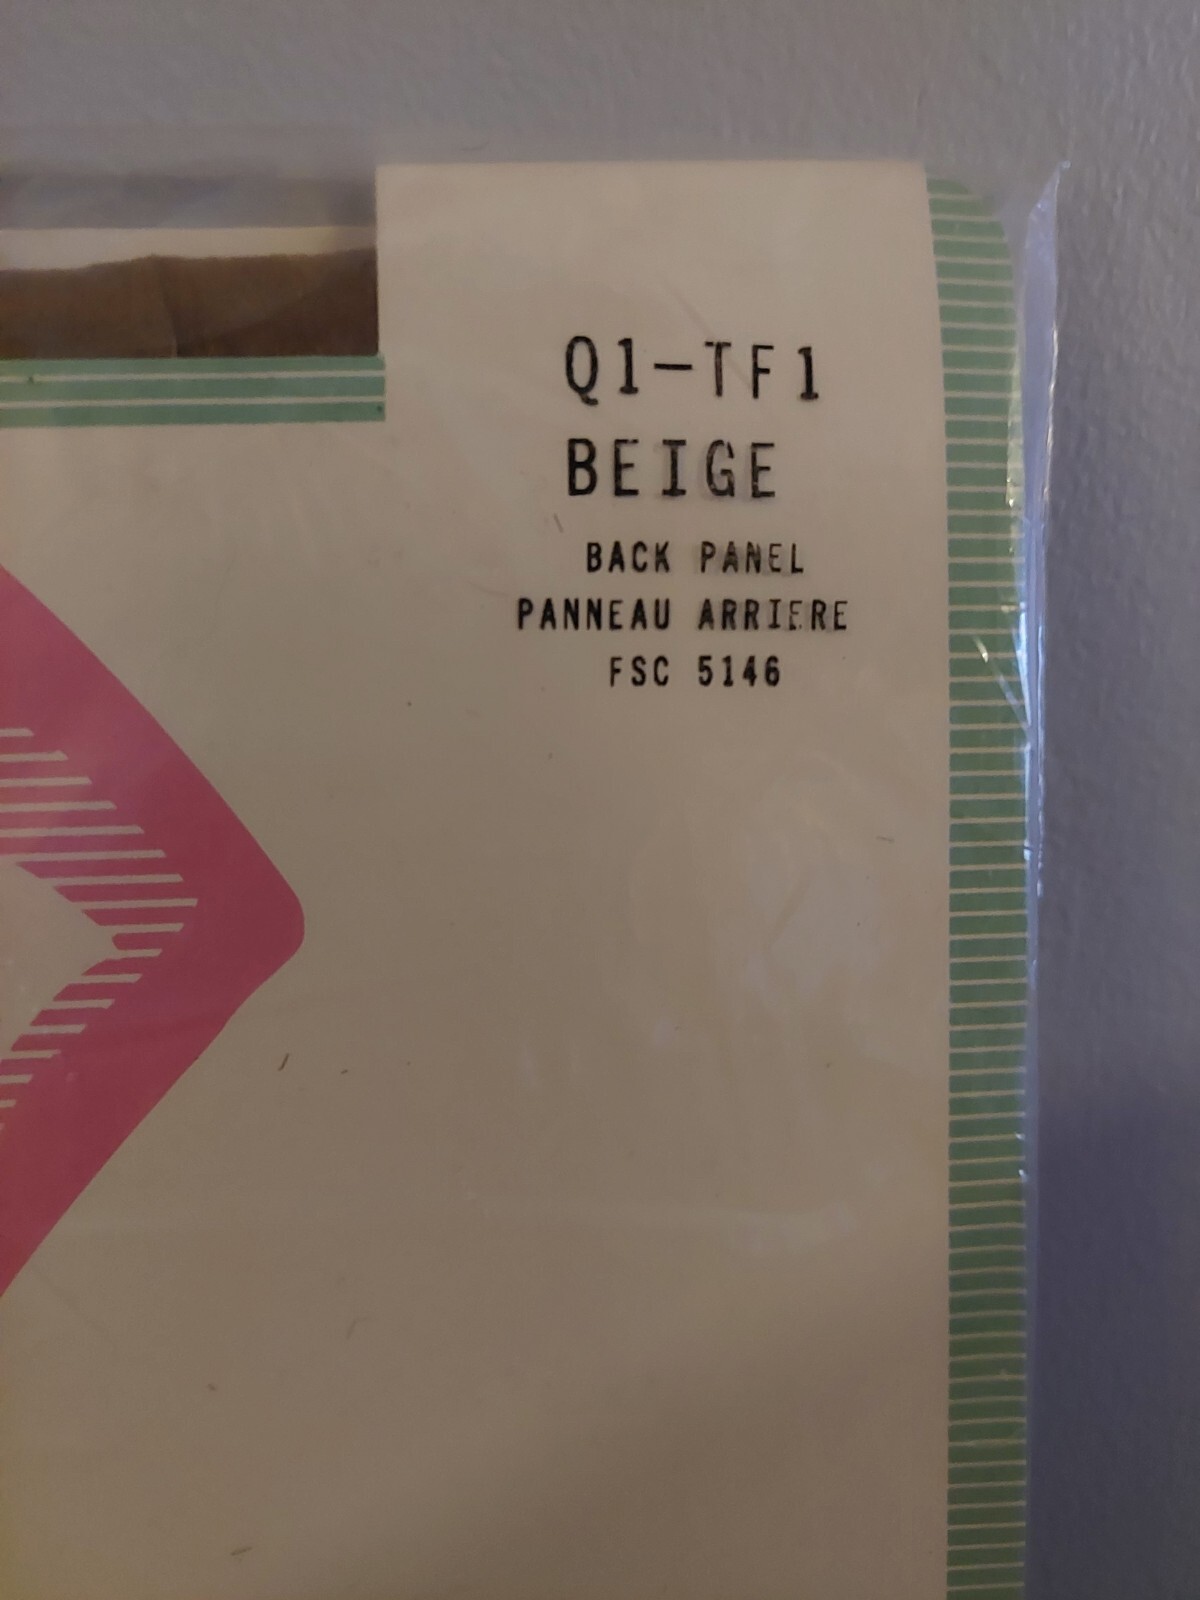 Q1-TF1
BEIGE
BACK PANEL
PANNEAU ARRIERE
FSC 5146